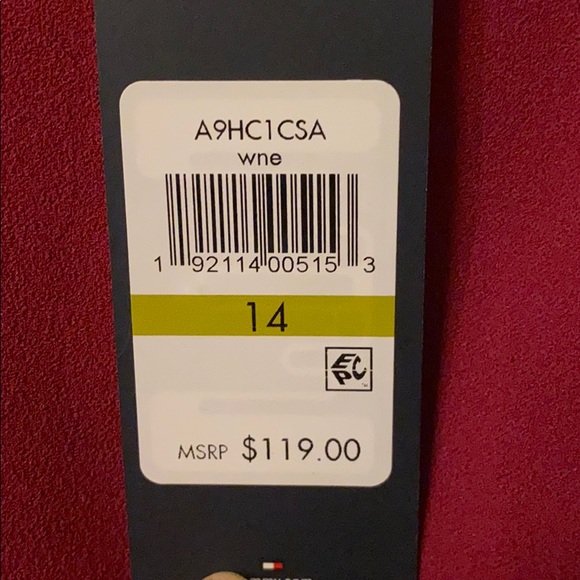 A9HC1CSA
wne
1 92114 00515 3
14
EPC
MSRP $119.00